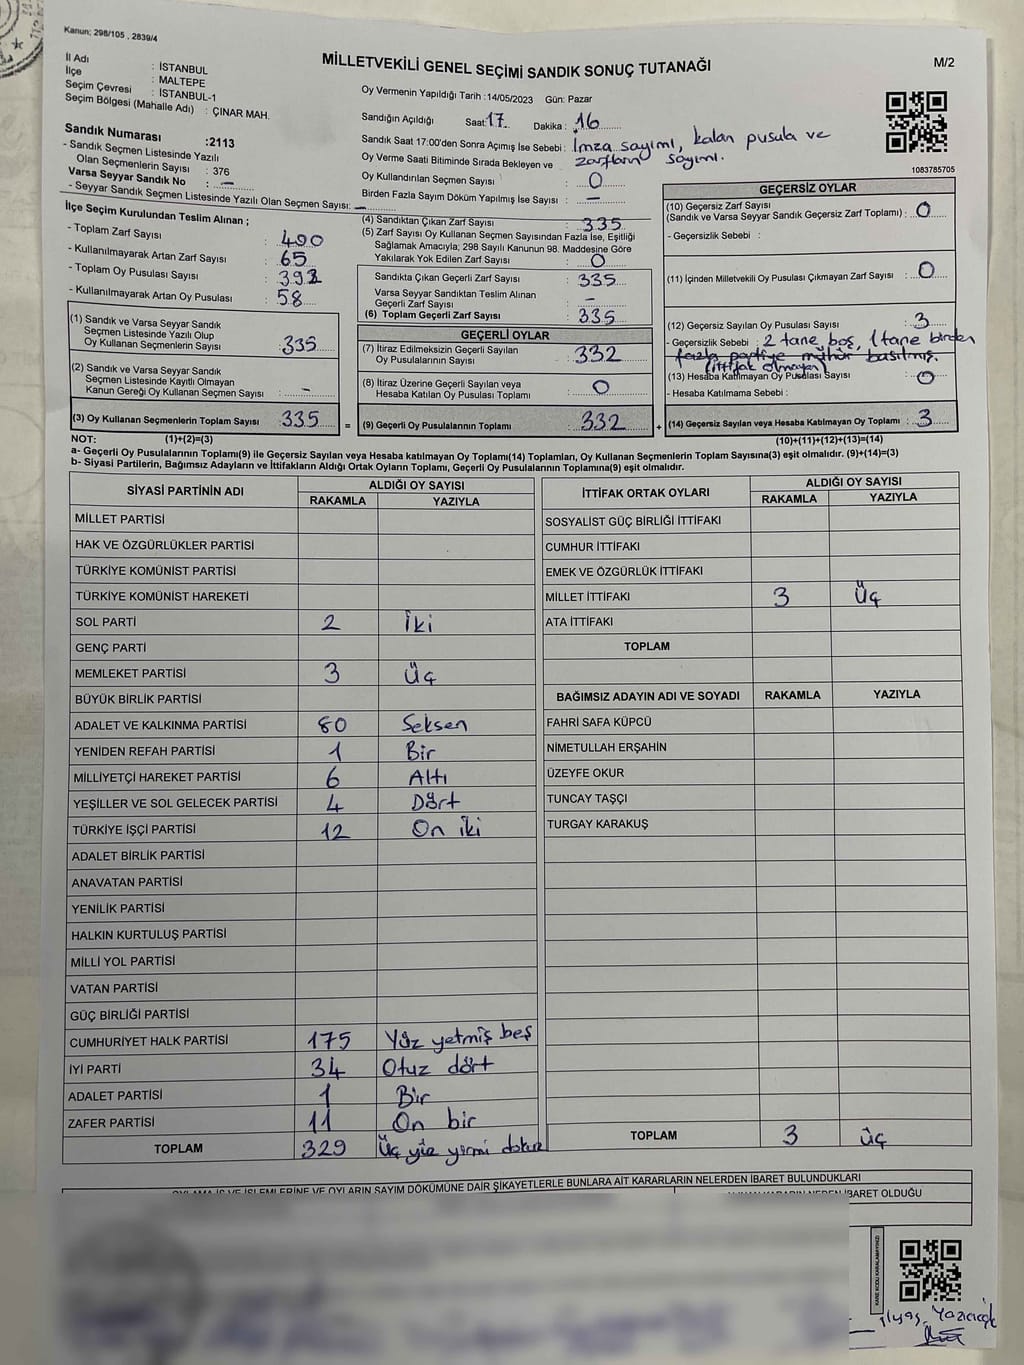 Kanun; 298/105 , 2839/4
MİLLETVEKİLİ GENEL SEÇİMİ SANDIK SONUÇ TUTANAĞI
M/2
İl Adı : İSTANBUL
İlçe : MALTEPE
Seçim Çevresi : İSTANBUL-1
Seçim Bölgesi (Mahalle Adı) : ÇINAR MAH.
Sandık Numarası :2113
- Sandık Seçmen Listesinde Yazılı
Olan Seçmenlerin Sayısı : 376
Varsa Seyyar Sandık No : —
- Seyyar Sandık Seçmen Listesinde Yazılı Olan Seçmen Sayısı: —
Oy Vermenin Yapıldığı Tarih :14/05/2023 Gün: Pazar
Sandığın Açıldığı Saat:17 Dakika : 16
Sandık Saat 17:00'den Sonra Açımış İse Sebebi : İmza sayımı, kalan pusula ve
Oy Verme Saati Bitiminde Sırada Bekleyen ve zarfların sayımı.
Oy Kullandırılan Seçmen Sayısı : 0
Birden Fazla Sayım Döküm Yapılmış İse Sayısı : —
1083785705
İlçe Seçim Kurulundan Teslim Alınan ;
- Toplam Zarf Sayısı : 400
- Kullanılmayarak Artan Zarf Sayısı : 65
- Toplam Oy Pusulası Sayısı : 393
- Kullanılmayarak Artan Oy Pusulası : 58
(1) Sandık ve Varsa Seyyar Sandık
Seçmen Listesinde Yazılı Olup
Oy Kullanan Seçmenlerin Sayısı : 335
(2) Sandık ve Varsa Seyyar Sandık
Seçmen Listesinde Kayıtlı Olmayan
Kanun Gereği Oy Kullanan Seçmen Sayısı : –
(3) Oy Kullanan Seçmenlerin Toplam Sayısı : 335 =
(4) Sandıktan Çıkan Zarf Sayısı : 335
(5) Zarf Sayısı Oy Kullanan Seçmen Sayısından Fazla İse, Eşitliği
Sağlamak Amacıyla; 298 Sayılı Kanunun 98. Maddesine Göre
Yakılarak Yok Edilen Zarf Sayısı : 0
Sandıkta Çıkan Geçerli Zarf Sayısı : 335
Varsa Seyyar Sandıktan Teslim Alınan
Geçerli Zarf Sayısı : –
(6) Toplam Geçerli Zarf Sayısı : 335
GEÇERLİ OYLAR
(7) İtiraz Edilmeksizin Geçerli Sayılan
Oy Pusulalarının Sayısı : 332
(8) İtiraz Üzerine Geçerli Sayılan veya
Hesaba Katılan Oy Pusulası Toplamı : 0
(9) Geçerli Oy Pusulalarının Toplamı : 332 +
GEÇERSİZ OYLAR
(10) Geçersiz Zarf Sayısı
(Sandık ve Varsa Seyyar Sandık Geçersiz Zarf Toplamı) : 0
- Geçersizlik Sebebi :
(11) İçinden Milletvekili Oy Pusulası Çıkmayan Zarf Sayısı : 0
(12) Geçersiz Sayılan Oy Pusulası Sayısı : 3
- Geçersizlik Sebebi : 2 tane boş, 1 tane birden
fazla partiye mühür basılmış.
(ittifak olmayan)
(13) Hesaba Katılmayan Oy Pusulası Sayısı : 0
- Hesaba Katılmama Sebebi :
(14) Geçersiz Sayılan veya Hesaba Katılmayan Oy Toplamı : 3
NOT: (1)+(2)=(3) (10)+(11)+(12)+(13)=(14)
a- Geçerli Oy Pusulasının Toplamı(9) ile Geçersiz Sayılan veya Hesaba katılmayan Oy Toplamı(14) Toplamları, Oy Kullanan Seçmenlerin Toplam Sayısına(3) eşit olmalıdır. (9)+(14)=(3)
b- Siyasi Partilerin, Bağımsız Adayların ve İttifakların Aldığı Ortak Oyların Toplamı, Geçerli Oy Pusulalarının Toplamına(9) eşit olmalıdır.
SİYASİ PARTİNİN ADI ALDIĞI OY SAYISI
RAKAMLA YAZIYLA
MİLLET PARTİSİ
HAK VE ÖZGÜRLÜKLER PARTİSİ
TÜRKİYE KOMÜNİST PARTİSİ
TÜRKİYE KOMÜNİST HAREKETİ
SOL PARTİ 2 İki
GENÇ PARTİ
MEMLEKET PARTİSİ 3 Üç
BÜYÜK BİRLİK PARTİSİ
ADALET VE KALKINMA PARTİSİ 80 Seksen
YENİDEN REFAH PARTİSİ 1 Bir
MİLLİYETÇİ HAREKET PARTİSİ 6 Altı
YEŞİLLER VE SOL GELECEK PARTİSİ 4 Dört
TÜRKİYE İŞÇİ PARTİSİ 12 On iki
ADALET BİRLİK PARTİSİ
ANAVATAN PARTİSİ
YENİLİK PARTİSİ
HALKIN KURTULUŞ PARTİSİ
MİLLİ YOL PARTİSİ
VATAN PARTİSİ
GÜÇ BİRLİĞİ PARTİSİ
CUMHURİYET HALK PARTİSİ 175 Yüz yetmiş beş
İYİ PARTİ 34 Otuz dört
ADALET PARTİSİ 1 Bir
ZAFER PARTİSİ 11 On bir
TOPLAM 329 Üç yüz yirmi dokuz
İTTİFAK ORTAK OYLARI ALDIĞI OY SAYISI
RAKAMLA YAZIYLA
SOSYALİST GÜÇ BİRLİĞİ İTTİFAKI
CUMHUR İTTİFAKI
EMEK VE ÖZGÜRLÜK İTTİFAKI
MİLLET İTTİFAKI 3 Üç
ATA İTTİFAKI
TOPLAM
BAĞIMSIZ ADAYIN ADI VE SOYADI RAKAMLA YAZIYLA
FAHRİ SAFA KÜPCÜ
NİMETULLAH ERŞAHİN
ÜZEYFE OKUR
TUNCAY TAŞÇI
TURGAY KARAKUŞ
TOPLAM 3 üç
OYLAMA İŞ VE İŞLEMLERİNE VE OYLARIN SAYIM DÖKÜMÜNE DAİR ŞİKAYETLERLE BUNLARA AİT KARARLARIN NELERDEN İBARET BULUNDUKLARI
NEDEN İBARET OLDUĞU
KARE KODU KARALAMAYINIZ!
İlyas Yazıcıçık